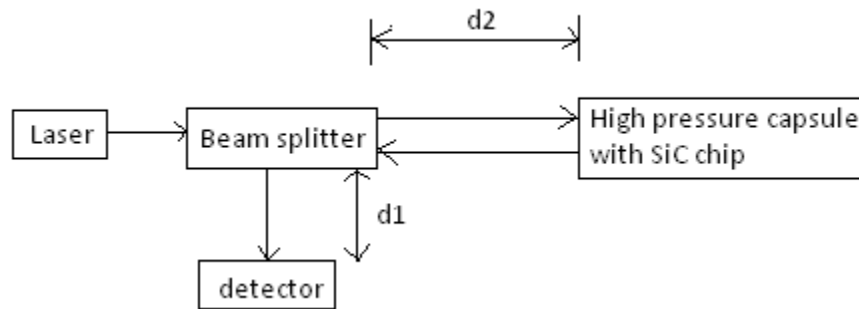 d2
Laser
Beam splitter
High pressure capsule
with SiC chip
d1
detector